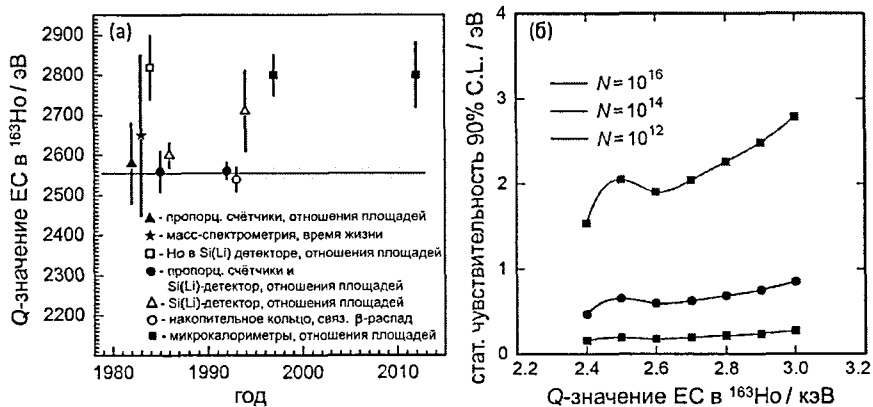 (а)
Q-значение EC в ¹⁶³Ho / эВ
2900
2800
2700
2600
2500
2400
2300
2200
1980
1990
2000
2010
год
▲ - пропорц. счётчики, отношения площадей
★ - масс-спектрометрия, время жизни
□ - Ho в Si(Li) детекторе, отношения площадей
● - пропорц. счётчики и
Si(Li)-детектор, отношения площадей
△ - Si(Li)-детектор, отношения площадей
○ - накопительное кольцо, связ. β-распад
■ - микрокалориметры, отношения площадей
(б)
стат. чувствительность 90% C.L. / эВ
4
3
2
1
0
N = 10¹⁶
N = 10¹⁴
N = 10¹²
2.2
2.4
2.6
2.8
3.0
3.2
Q-значение EC в ¹⁶³Ho / кэВ